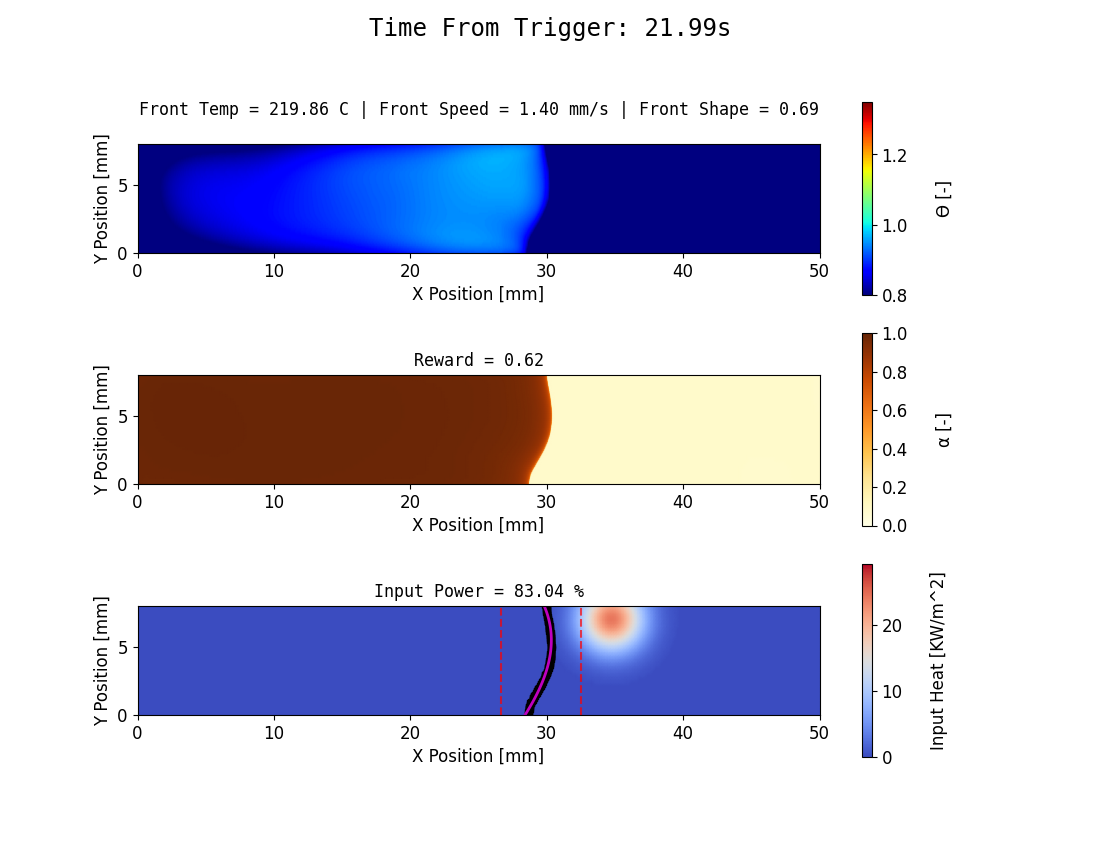 Time From Trigger: 21.99s
Front Temp = 219.86 C | Front Speed = 1.40 mm/s | Front Shape = 0.69
Y Position [mm]
5
0
0 10 20 30 40 50
X Position [mm]
1.2
1.0
0.8
Θ [-]
Reward = 0.62
Y Position [mm]
5
0
0 10 20 30 40 50
X Position [mm]
1.0
0.8
0.6
0.4
0.2
0.0
α [-]
Input Power = 83.04 %
Y Position [mm]
5
0
0 10 20 30 40 50
X Position [mm]
20
10
0
Input Heat [KW/m^2]